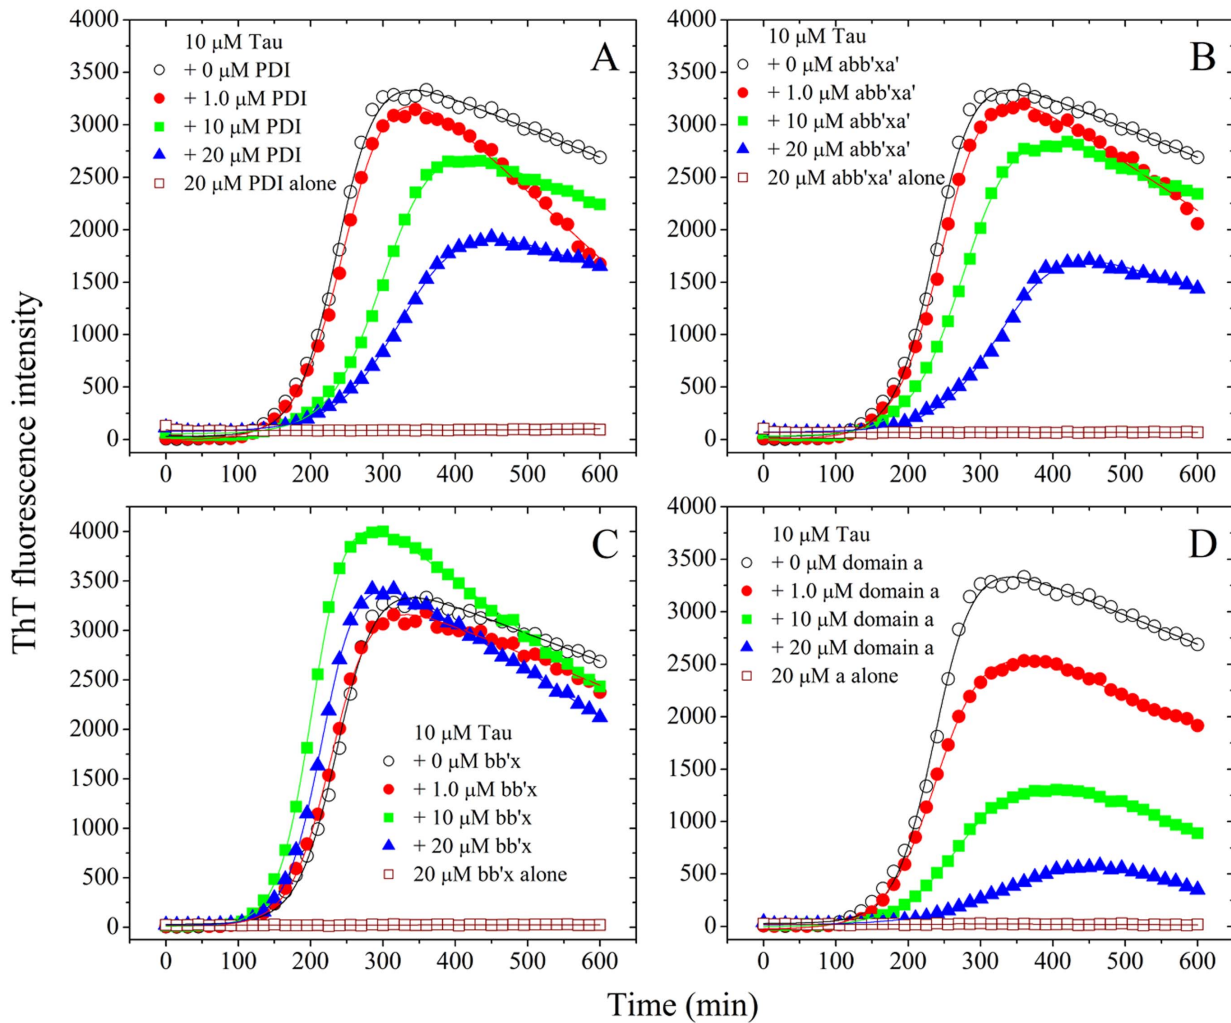 ThT fluorescence intensity
4000
3500
3000
2500
2000
1500
1000
500
0
A
10 μM Tau
+ 0 μM PDI
+ 1.0 μM PDI
+ 10 μM PDI
+ 20 μM PDI
20 μM PDI alone
0 100 200 300 400 500 600
4000
3500
3000
2500
2000
1500
1000
500
0
B
10 μM Tau
+ 0 μM abb'xa'
+ 1.0 μM abb'xa'
+ 10 μM abb'xa'
+ 20 μM abb'xa'
20 μM abb'xa' alone
0 100 200 300 400 500 600
4000
3500
3000
2500
2000
1500
1000
500
0
C
10 μM Tau
+ 0 μM bb'x
+ 1.0 μM bb'x
+ 10 μM bb'x
+ 20 μM bb'x
20 μM bb'x alone
0 100 200 300 400 500 600
4000
3500
3000
2500
2000
1500
1000
500
0
D
10 μM Tau
+ 0 μM domain a
+ 1.0 μM domain a
+ 10 μM domain a
+ 20 μM domain a
20 μM a alone
0 100 200 300 400 500 600
Time (min)